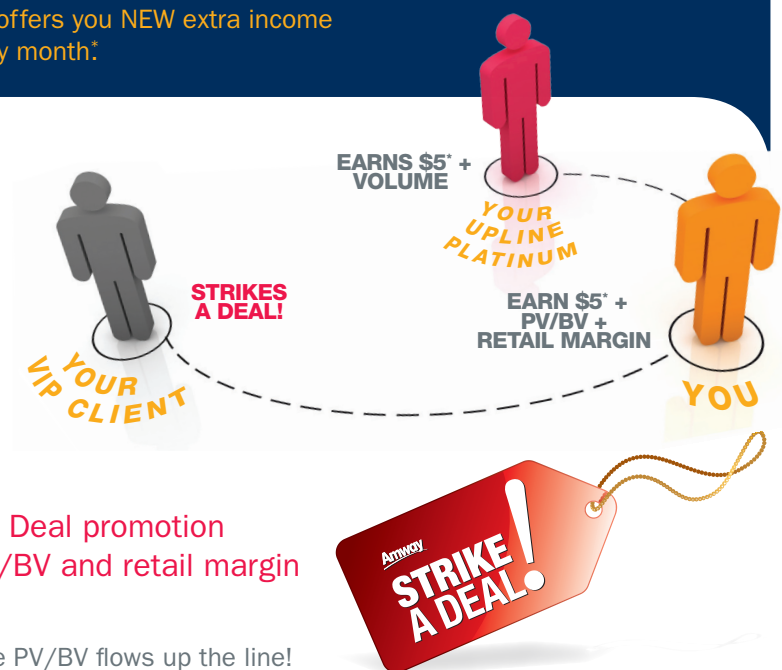 offers you NEW extra income
y month.*
EARNS $5* +
VOLUME
YOUR
UPLINE
PLATINUM
STRIKES
A DEAL!
EARN $5* +
PV/BV +
RETAIL MARGIN
YOUR
VIP CLIENT
YOU
Deal promotion
/BV and retail margin
Amway
STRIKE
A DEAL!
e PV/BV flows up the line!